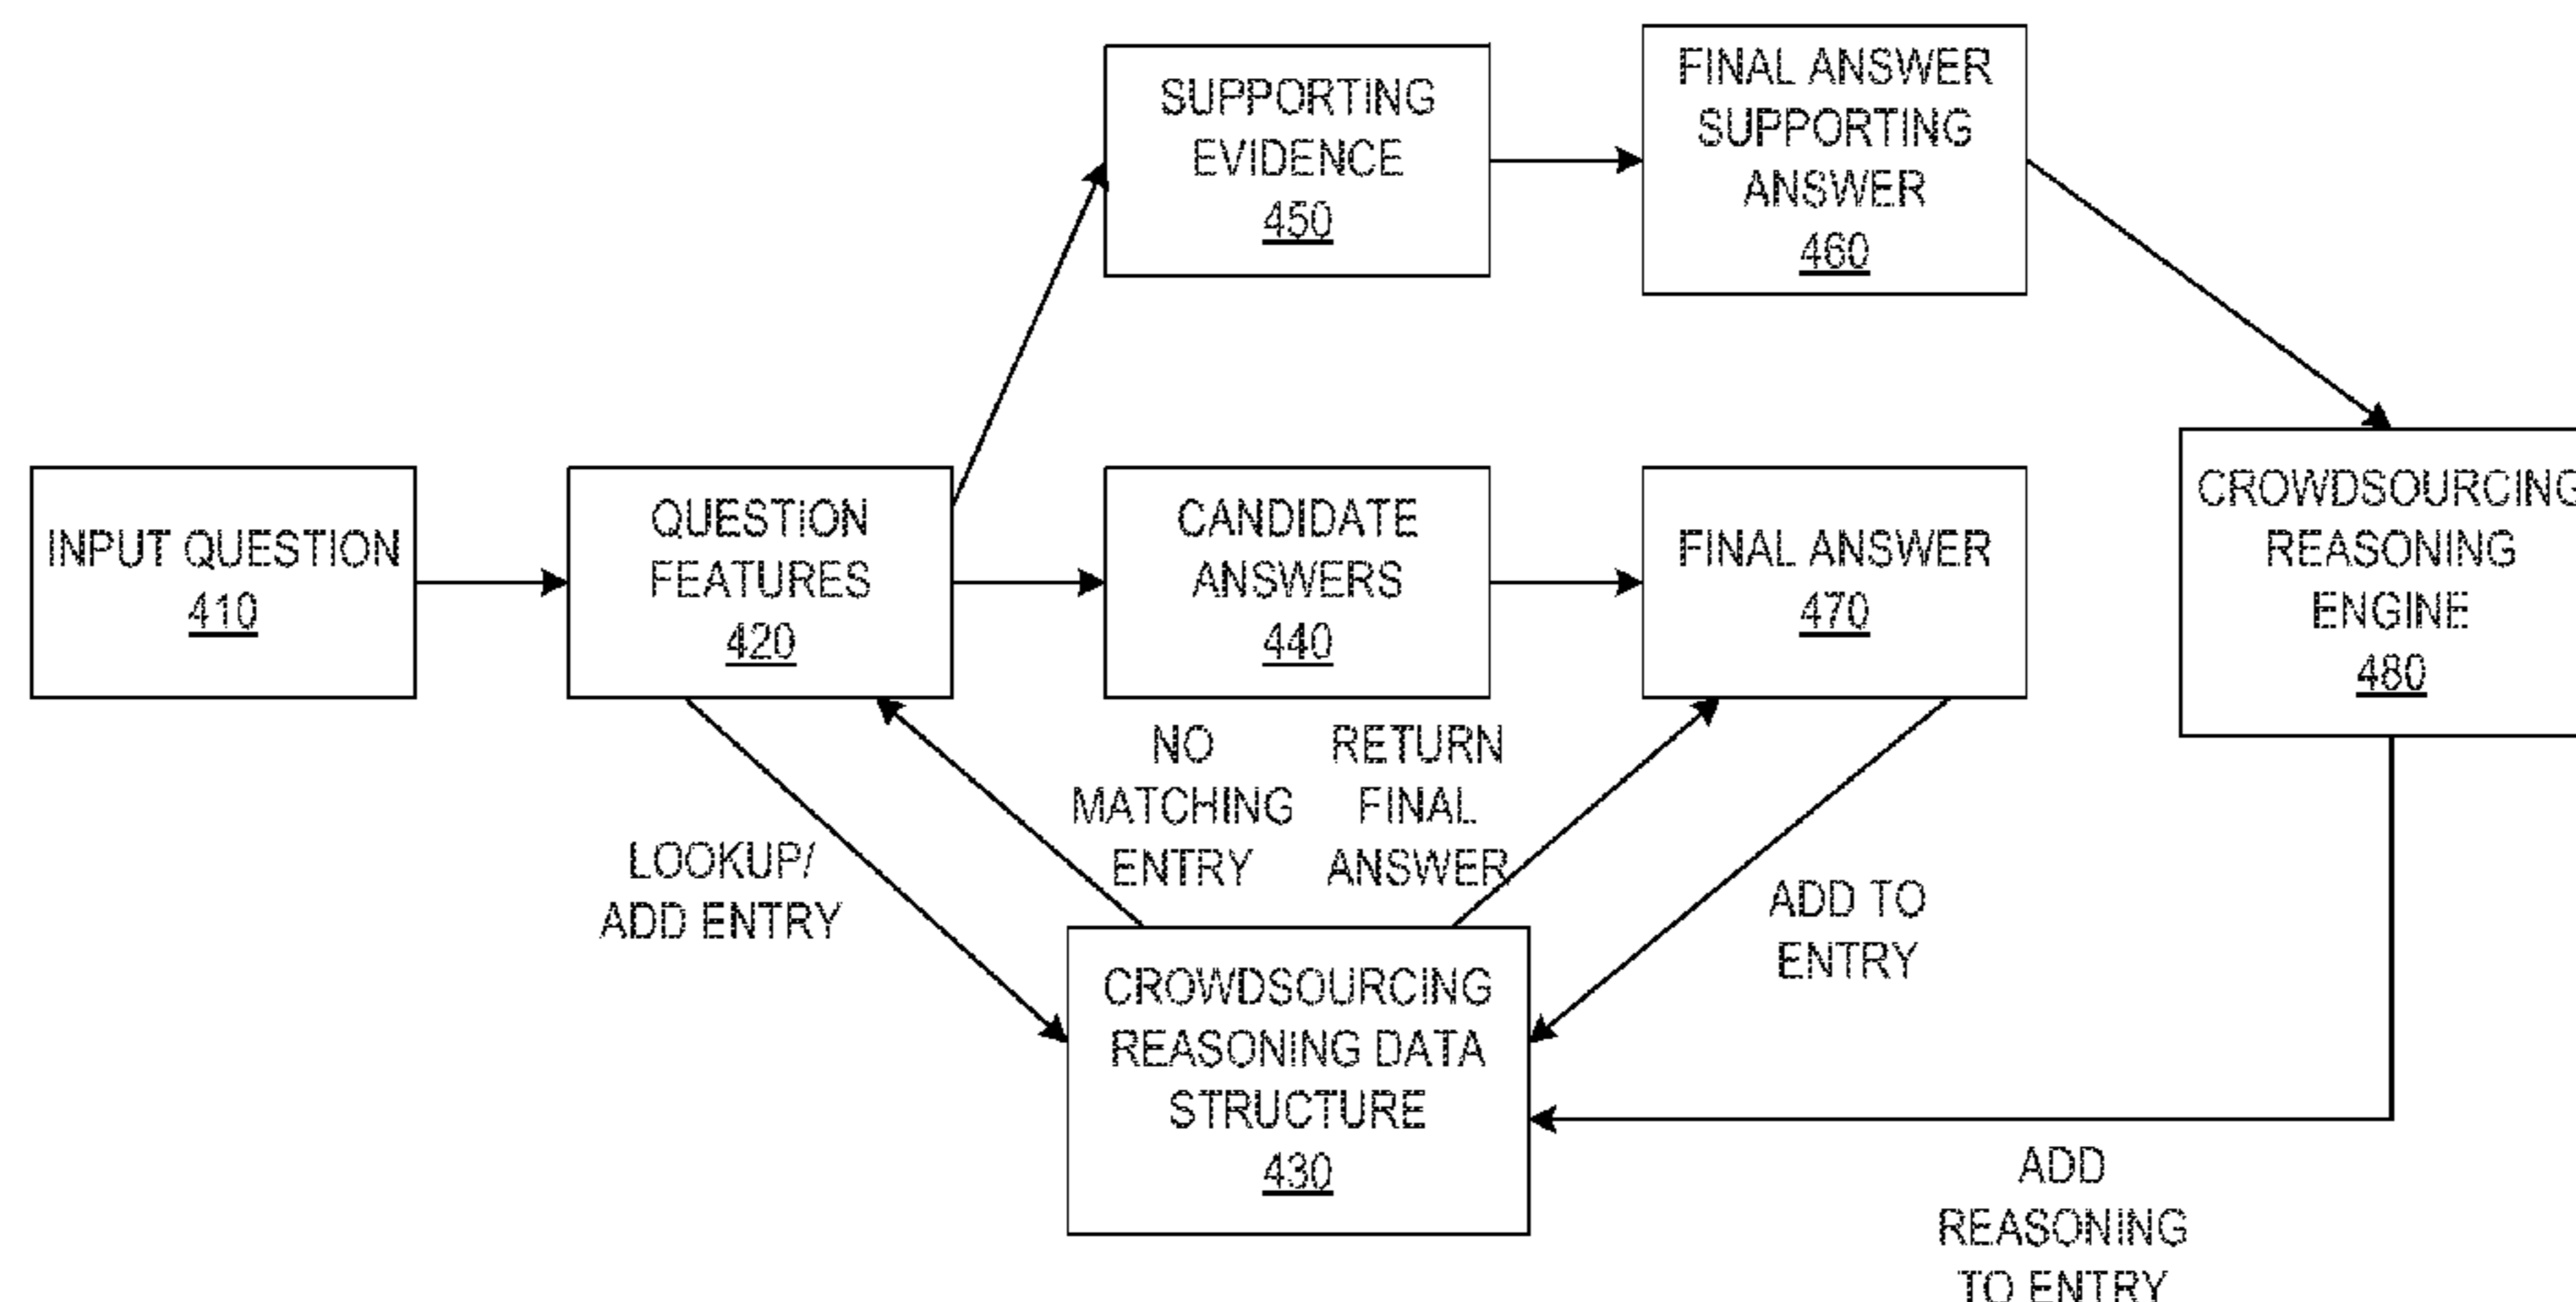 SUPPORTING
EVIDENCE
450
FINAL ANSWER
SUPPORTING
ANSWER
460
INPUT QUESTION
410
QUESTION
FEATURES
420
CANDIDATE
ANSWERS
440
FINAL ANSWER
470
CROWDSOURCING
REASONING
ENGINE
480
LOOKUP/
ADD ENTRY
NO
MATCHING
ENTRY
RETURN
FINAL
ANSWER
ADD TO
ENTRY
CROWDSOURCING
REASONING DATA
STRUCTURE
430
ADD
REASONING
TO ENTRY